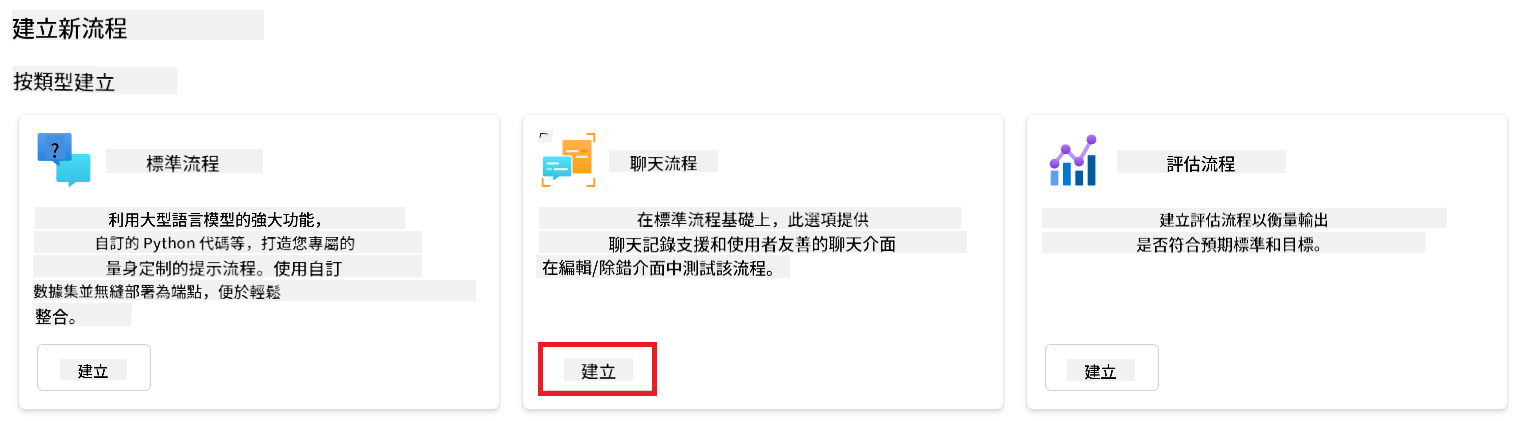 建立新流程
按類型建立
?
標準流程
利用大型語言模型的強大功能，
自訂的 Python 代碼等，打造您專屬的
量身定制的提示流程。使用自訂
數據集並無縫部署為端點，便於輕鬆
整合。
建立
聊天流程
在標準流程基礎上，此選項提供
聊天記錄支援和使用者友善的聊天介面
在編輯/除錯介面中測試該流程。
建立
評估流程
建立評估流程以衡量輸出
是否符合預期標準和目標。
建立